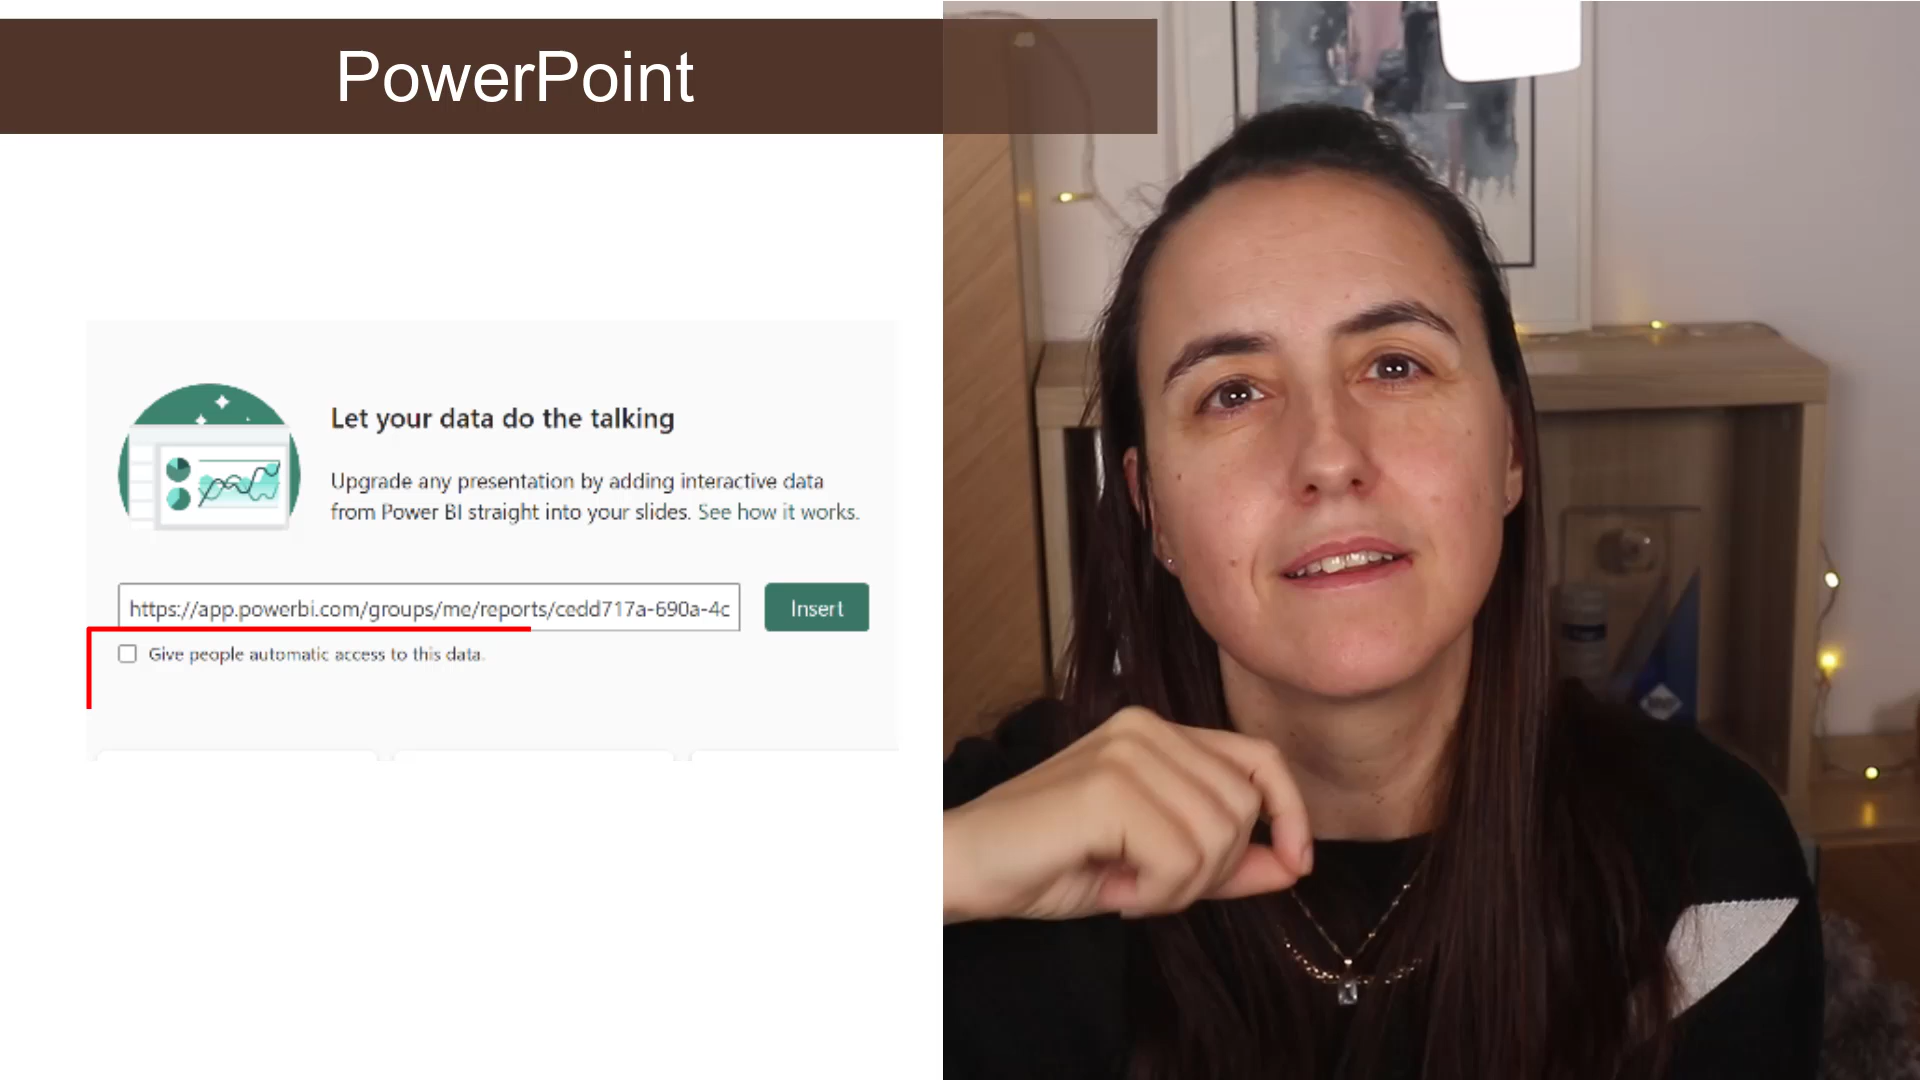 PowerPoint
Let your data do the talking
Upgrade any presentation by adding interactive data
from Power BI straight into your slides. See how it works.
https://app.powerbi.com/groups/me/reports/cedd717a-690a-4c
Insert
Give people automatic access to this data.